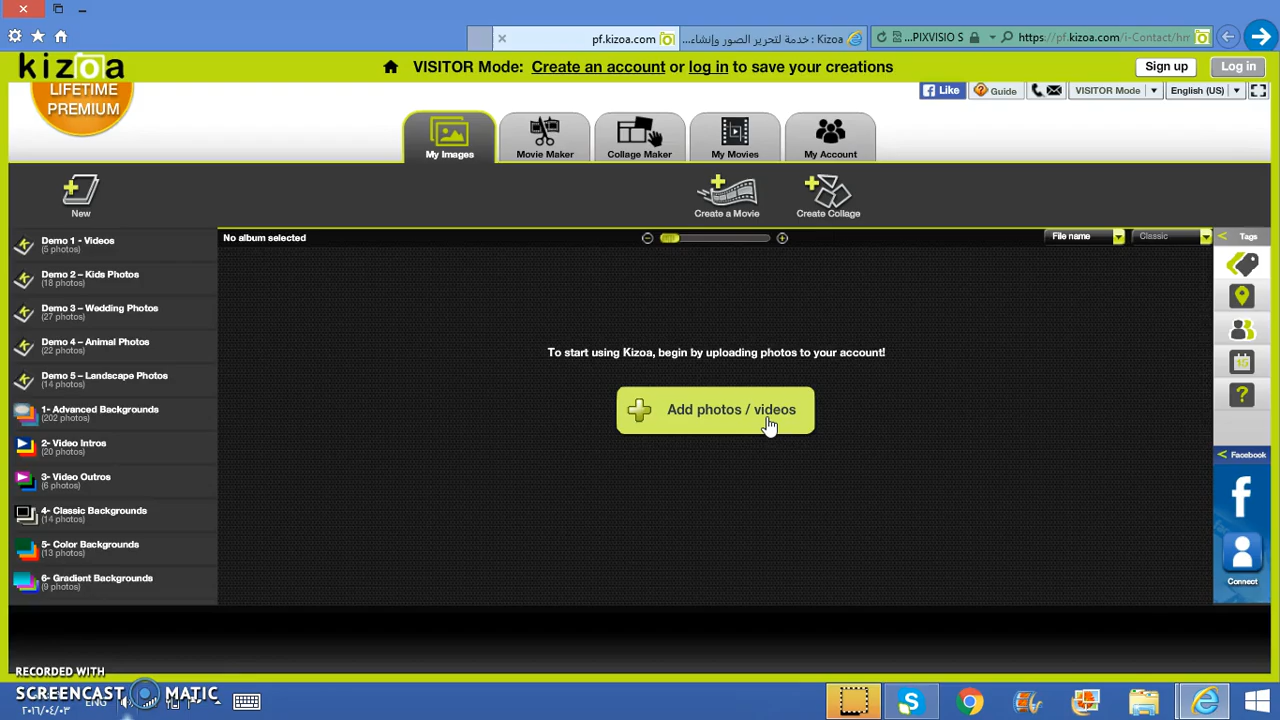 pf.kizoa.com
Kizoa : خدمة لتحرير الصور وإنشاء...
PIXVISIO S...
https://pf.kizoa.com/i-Contact/hm
kizoa
VISITOR Mode: Create an account or log in to save your creations
Sign up
Log in
LIFETIME
PREMIUM
Like
Guide
VISITOR Mode
English (US)
My Images
Movie Maker
Collage Maker
My Movies
My Account
New
Create a Movie
Create Collage
Demo 1 - Videos
(5 photos)
Demo 2 – Kids Photos
(18 photos)
Demo 3 – Wedding Photos
(27 photos)
Demo 4 – Animal Photos
(22 photos)
Demo 5 – Landscape Photos
(14 photos)
1- Advanced Backgrounds
(202 photos)
2- Video Intros
(20 photos)
3- Video Outros
(6 photos)
4- Classic Backgrounds
(14 photos)
5- Color Backgrounds
(13 photos)
6- Gradient Backgrounds
(9 photos)
No album selected
File name
Classic
Tags
To start using Kizoa, begin by uploading photos to your account!
Add photos / videos
Facebook
Connect
RECORDED WITH
SCREENCAST MATIC
ENG
٢٠١٦/٠٤/٠٣